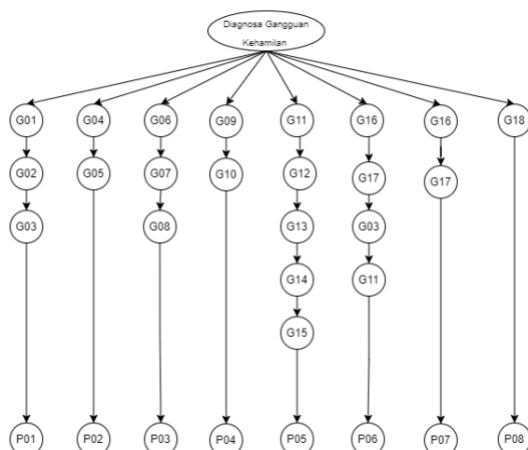 Diagnosa Gangguan
Kehamilan
G01 G04 G06 G09 G11 G16 G16 G18
G02 G05 G07 G10 G12 G17 G17
G03 G08 G13 G03
G14 G11
G15
P01 P02 P03 P04 P05 P06 P07 P08